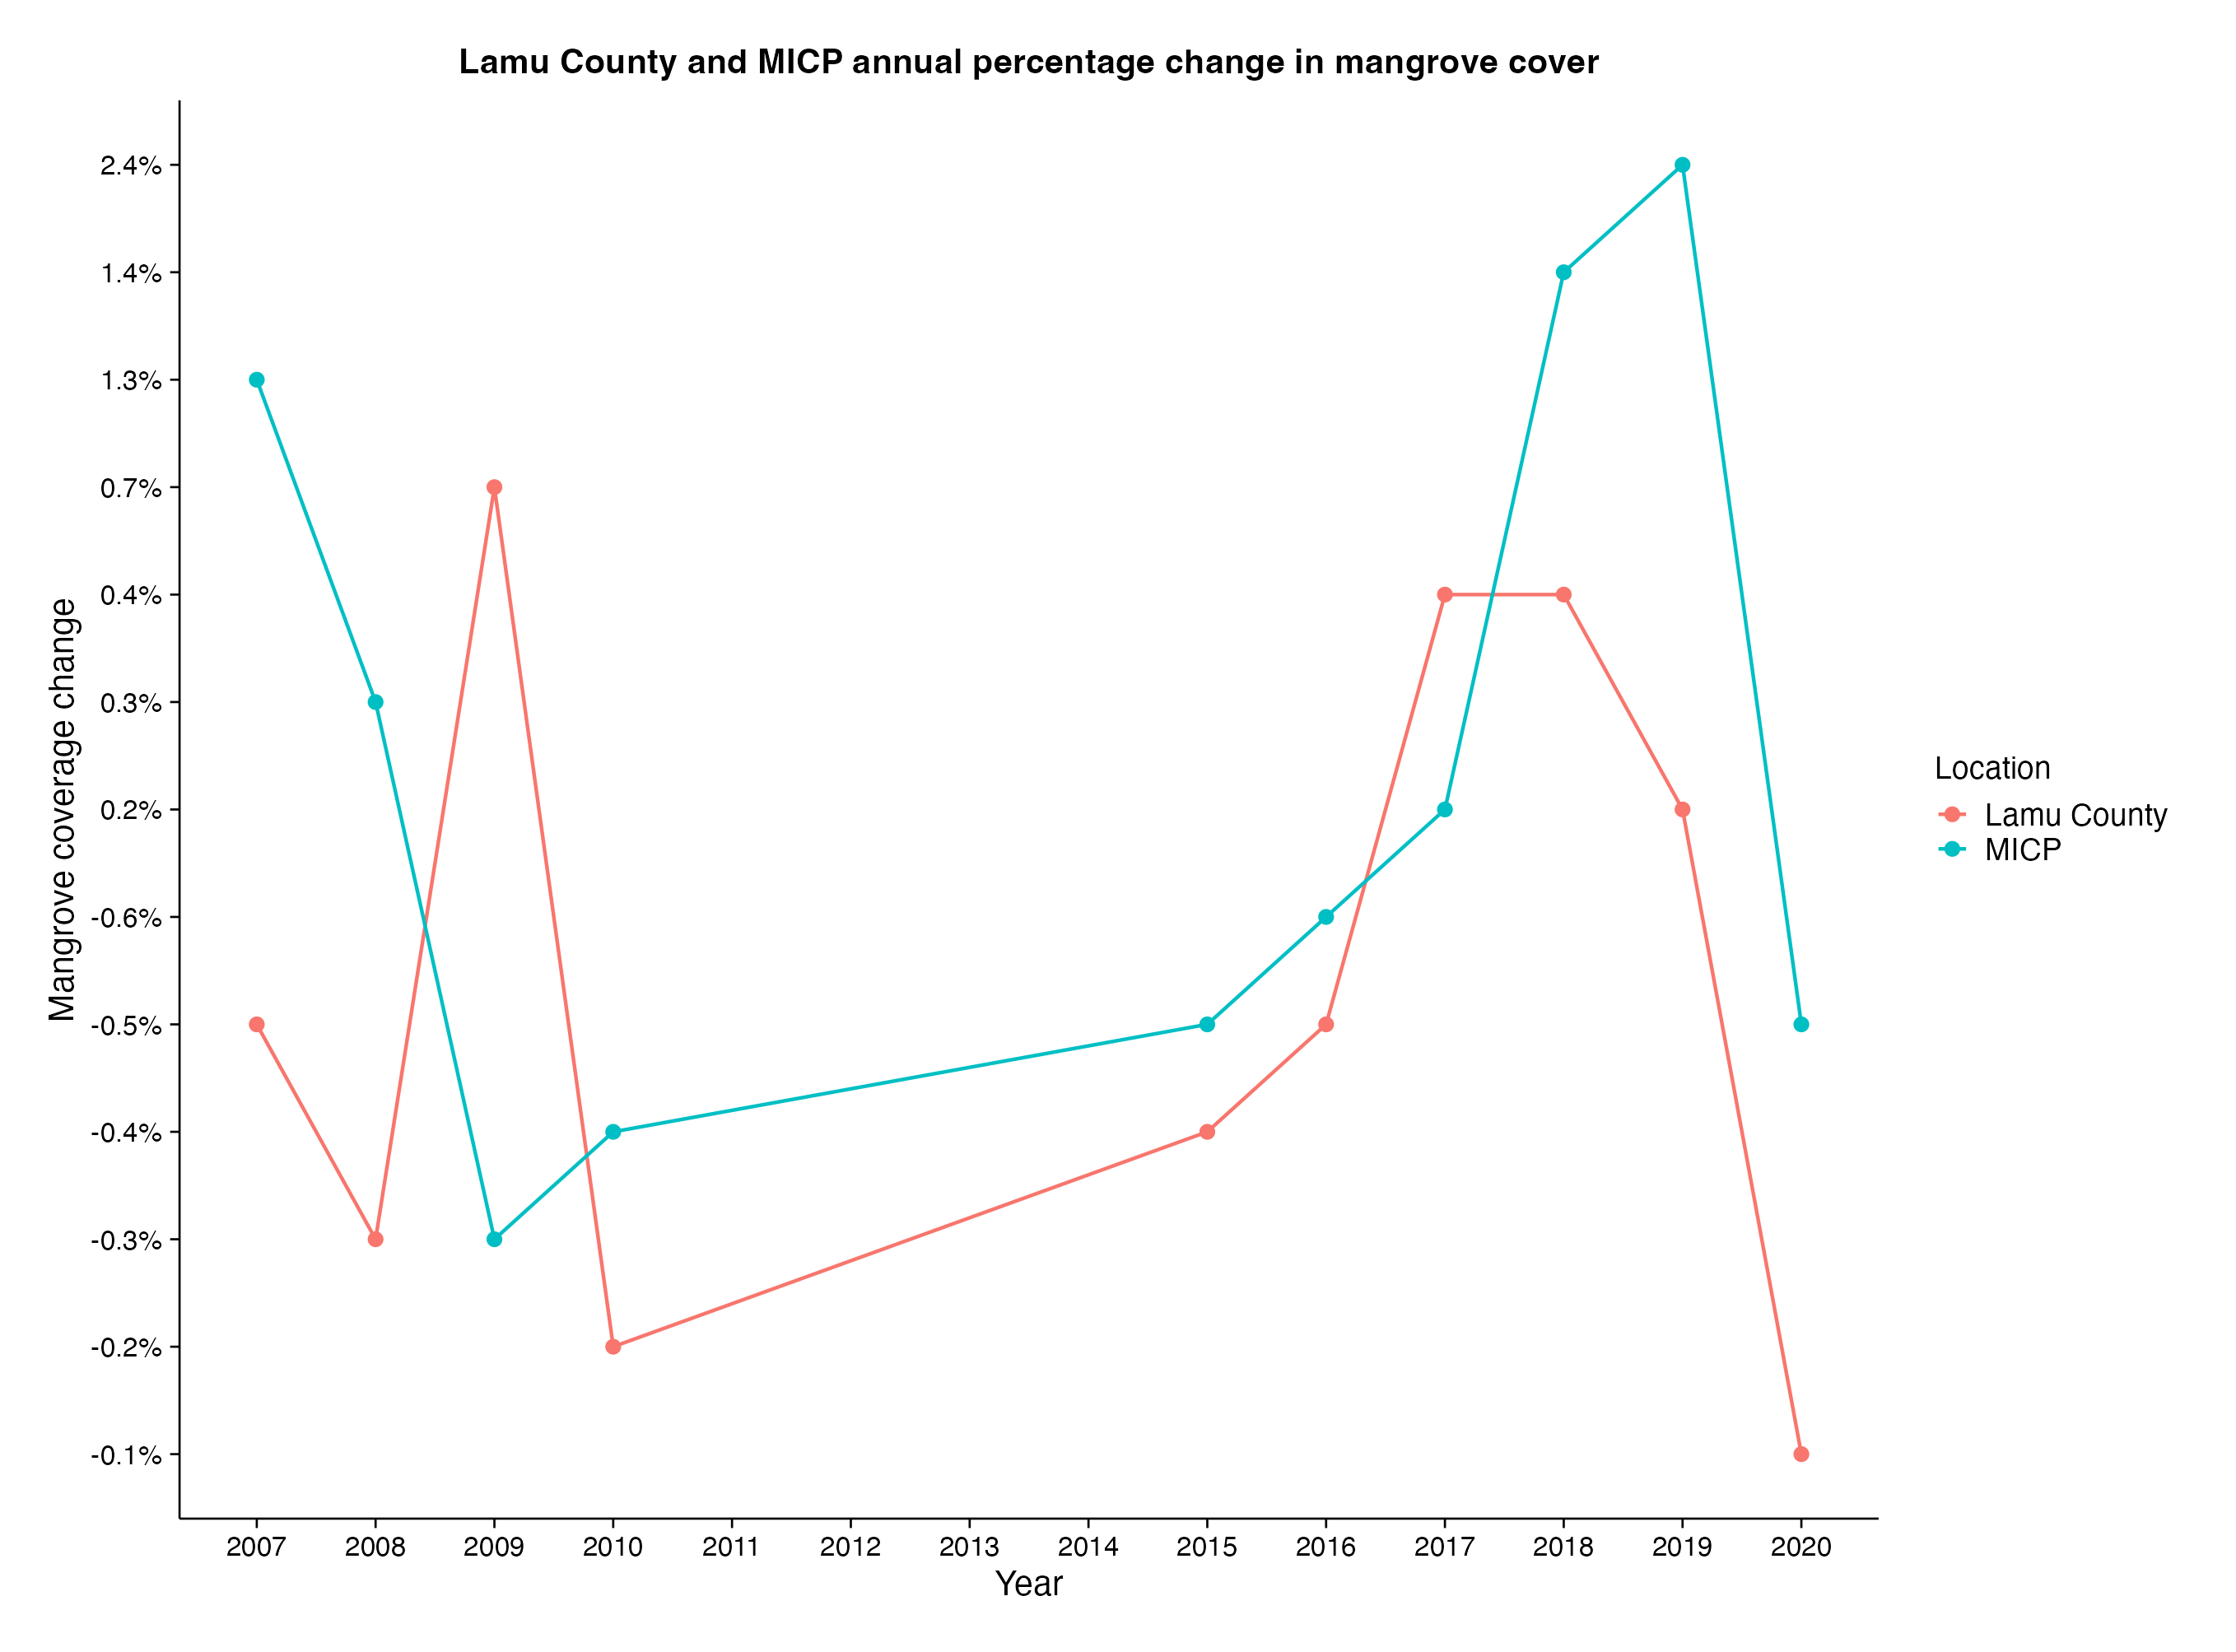 Lamu County and MICP annual percentage change in mangrove cover
Mangrove coverage change
2.4%
1.4%
1.3%
0.7%
0.4%
0.3%
0.2%
-0.6%
-0.5%
-0.4%
-0.3%
-0.2%
-0.1%
2007 2008 2009 2010 2011 2012 2013 2014 2015 2016 2017 2018 2019 2020
Year
Location
Lamu County
MICP